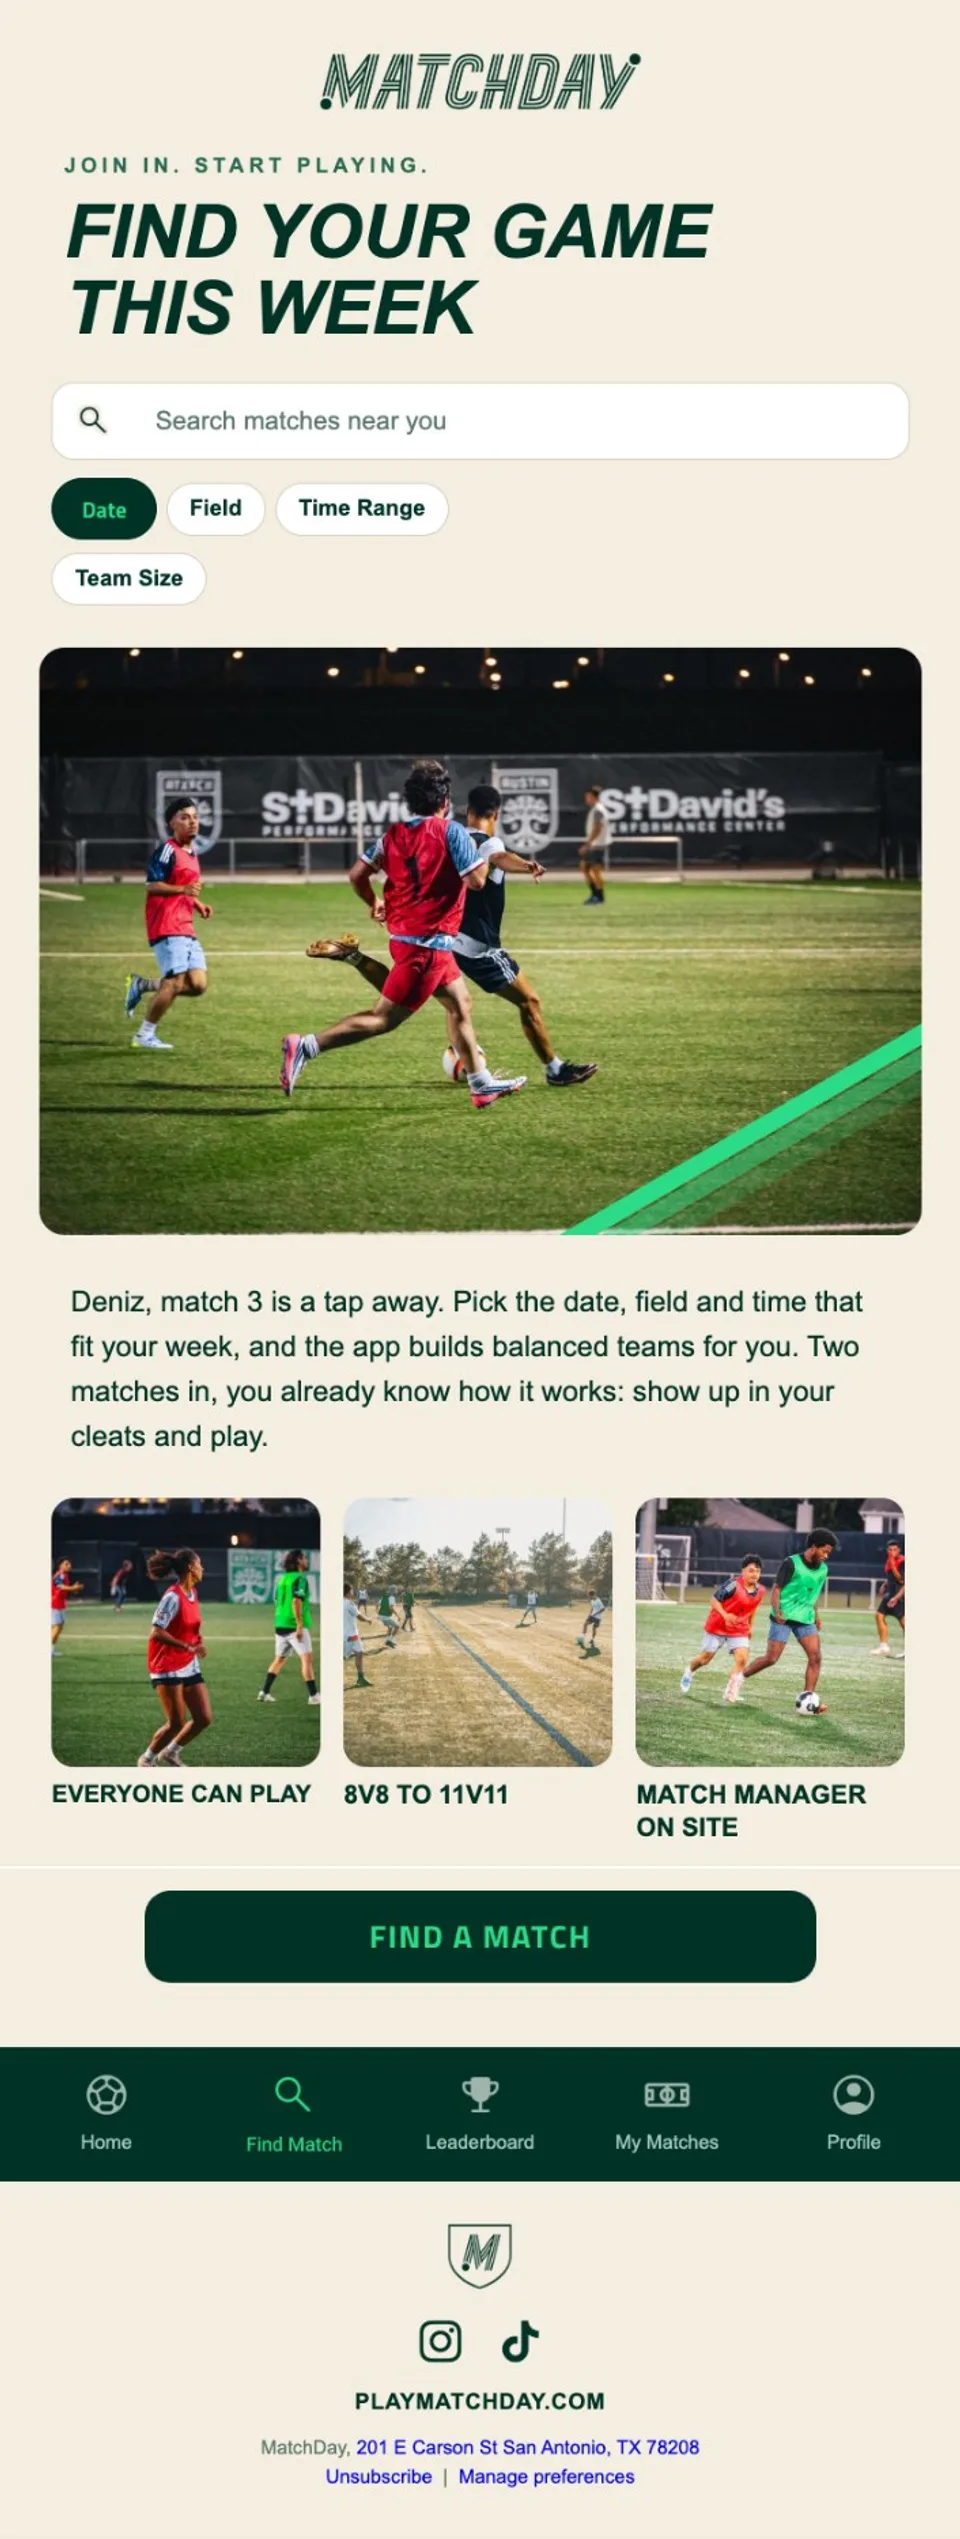 MATCHDAY
JOIN IN. START PLAYING.
FIND YOUR GAME
THIS WEEK
Search matches near you
Date
Field
Time Range
Team Size
AUSTIN
St David's
St David's
PERFORMANCE CENTER
Deniz, match 3 is a tap away. Pick the date, field and time that
fit your week, and the app builds balanced teams for you. Two
matches in, you already know how it works: show up in your
cleats and play.
EVERYONE CAN PLAY
8V8 TO 11V11
MATCH MANAGER
ON SITE
FIND A MATCH
Home
Find Match
Leaderboard
My Matches
Profile
M
PLAYMATCHDAY.COM
MatchDay, 201 E Carson St San Antonio, TX 78208
Unsubscribe | Manage preferences